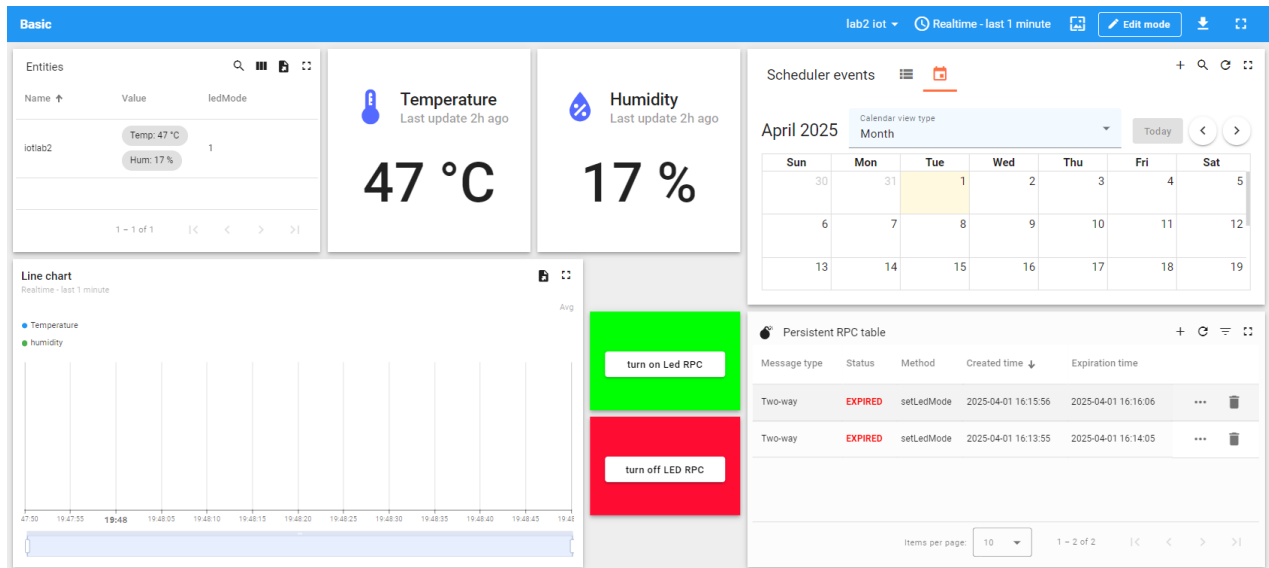 Basic
lab2 iot
Realtime - last 1 minute
Edit mode
Entities
Name
Value
ledMode
iotlab2
Temp: 47 °C
Hum: 17 %
1
1 – 1 of 1
Temperature
Last update 2h ago
47 °C
Humidity
Last update 2h ago
17 %
Scheduler events
April 2025
Calendar view type
Month
Today
Sun Mon Tue Wed Thu Fri Sat
30 31 1 2 3 4 5
6 7 8 9 10 11 12
13 14 15 16 17 18 19
Line chart
Realtime - last 1 minute
Avg
Temperature
humidity
47:50 19:47:55 19:48 19:48:05 19:48:10 19:48:15 19:48:20 19:48:25 19:48:30 19:48:35 19:48:40 19:48:45 19:48
turn on Led RPC
turn off LED RPC
Persistent RPC table
Message type Status Method Created time Expiration time
Two-way EXPIRED setLedMode 2025-04-01 16:15:56 2025-04-01 16:16:06
Two-way EXPIRED setLedMode 2025-04-01 16:13:55 2025-04-01 16:14:05
Items per page: 10 1 – 2 of 2